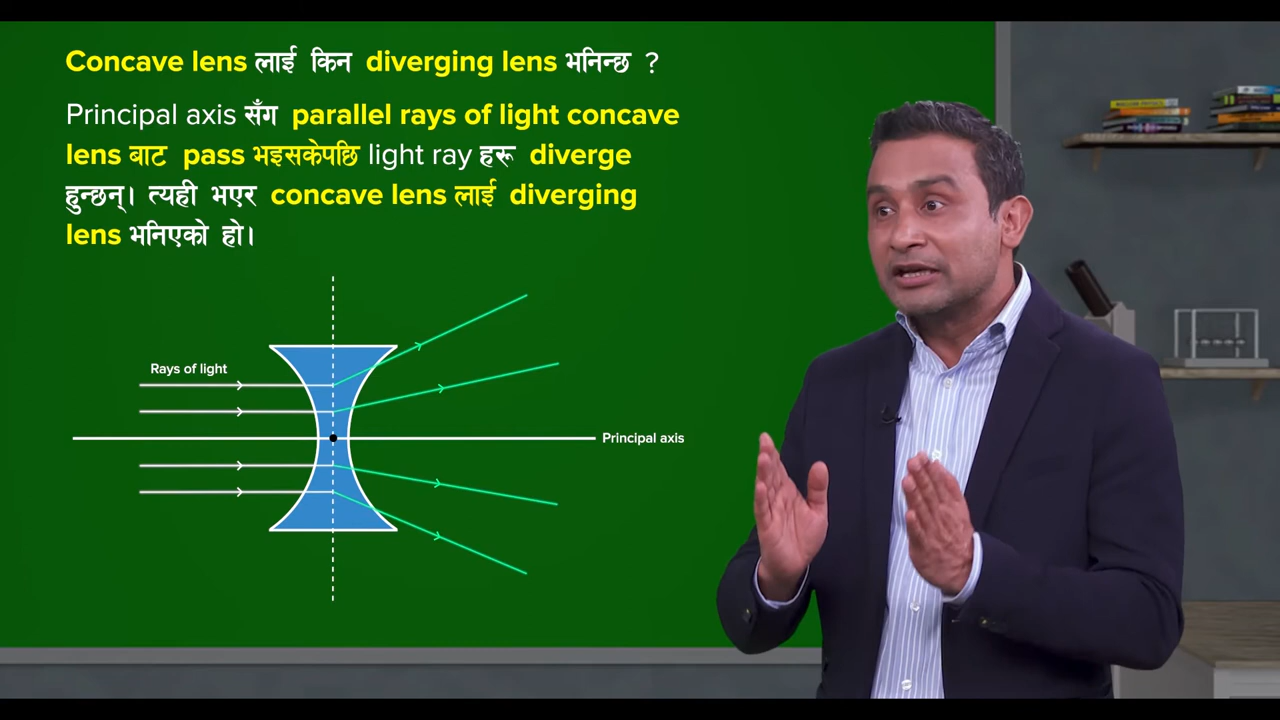 Concave lens लाई किन diverging lens भनिन्छ ?
Principal axis सँग parallel rays of light concave
lens बाट pass भइसकेपछि light ray हरू diverge
हुन्छन्। त्यही भएर concave lens लाई diverging
lens भनिएको हो।
Rays of light
Principal axis